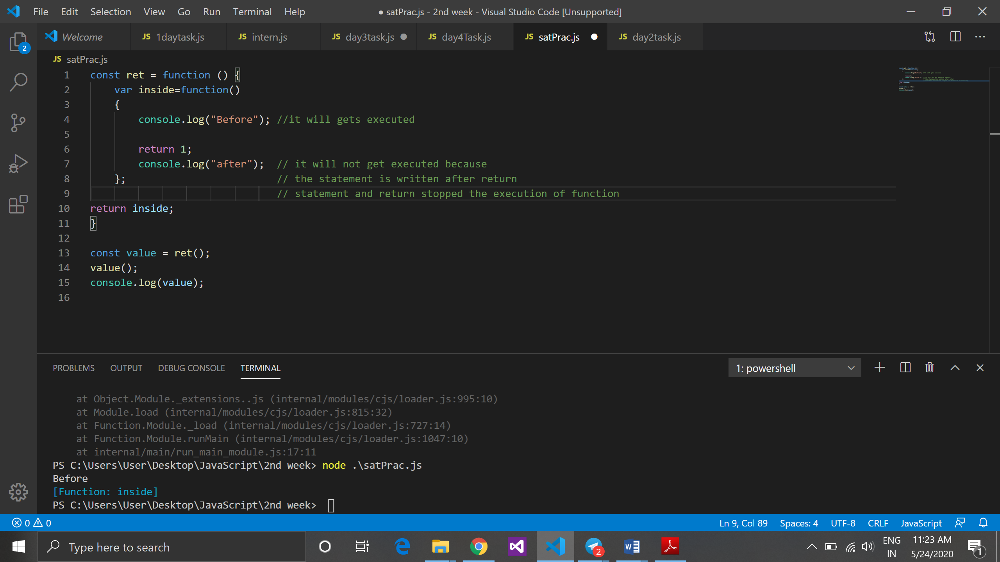 File Edit Selection View Go Run Terminal Help
● satPrac.js - 2nd week - Visual Studio Code [Unsupported]
2
Welcome
JS 1daytask.js
JS intern.js
JS day3task.js
JS day4Task.js
JS satPrac.js
JS day2task.js
JS satPrac.js
1 const ret = function () {
2 var inside=function()
3 {
4 console.log("Before"); //it will gets executed
5
6 return 1;
7 console.log("after"); // it will not get executed because
8 }; // the statement is written after return
9 // statement and return stopped the execution of function
10 return inside;
11 }
12
13 const value = ret();
14 value();
15 console.log(value);
16
PROBLEMS OUTPUT DEBUG CONSOLE TERMINAL
1: powershell
at Object.Module._extensions..js (internal/modules/cjs/loader.js:995:10)
at Module.load (internal/modules/cjs/loader.js:815:32)
at Function.Module._load (internal/modules/cjs/loader.js:727:14)
at Function.Module.runMain (internal/modules/cjs/loader.js:1047:10)
at internal/main/run_main_module.js:17:11
PS C:\Users\User\Desktop\JavaScript\2nd week> node .\satPrac.js
Before
[Function: inside]
PS C:\Users\User\Desktop\JavaScript\2nd week>
0 0
Ln 9, Col 89 Spaces: 4 UTF-8 CRLF JavaScript
Type here to search
2
W
ENG
IN
11:23 AM
5/24/2020
1